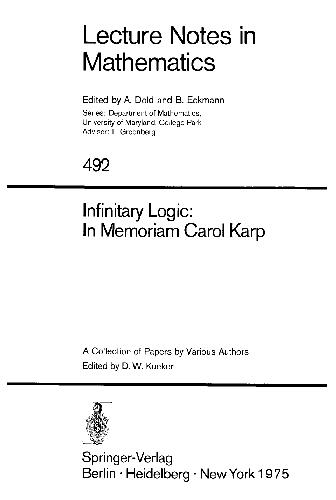 Lecture Notes in
Mathematics
Edited by A. Dold and B. Eckmann
Series: Department of Mathematics,
University of Maryland, College Park
Adviser: L. Greenberg
492
Infinitary Logic:
In Memoriam Carol Karp
A Collection of Papers by Various Authors
Edited by D. W. Kueker
Springer-Verlag
Berlin · Heidelberg · New York 1975